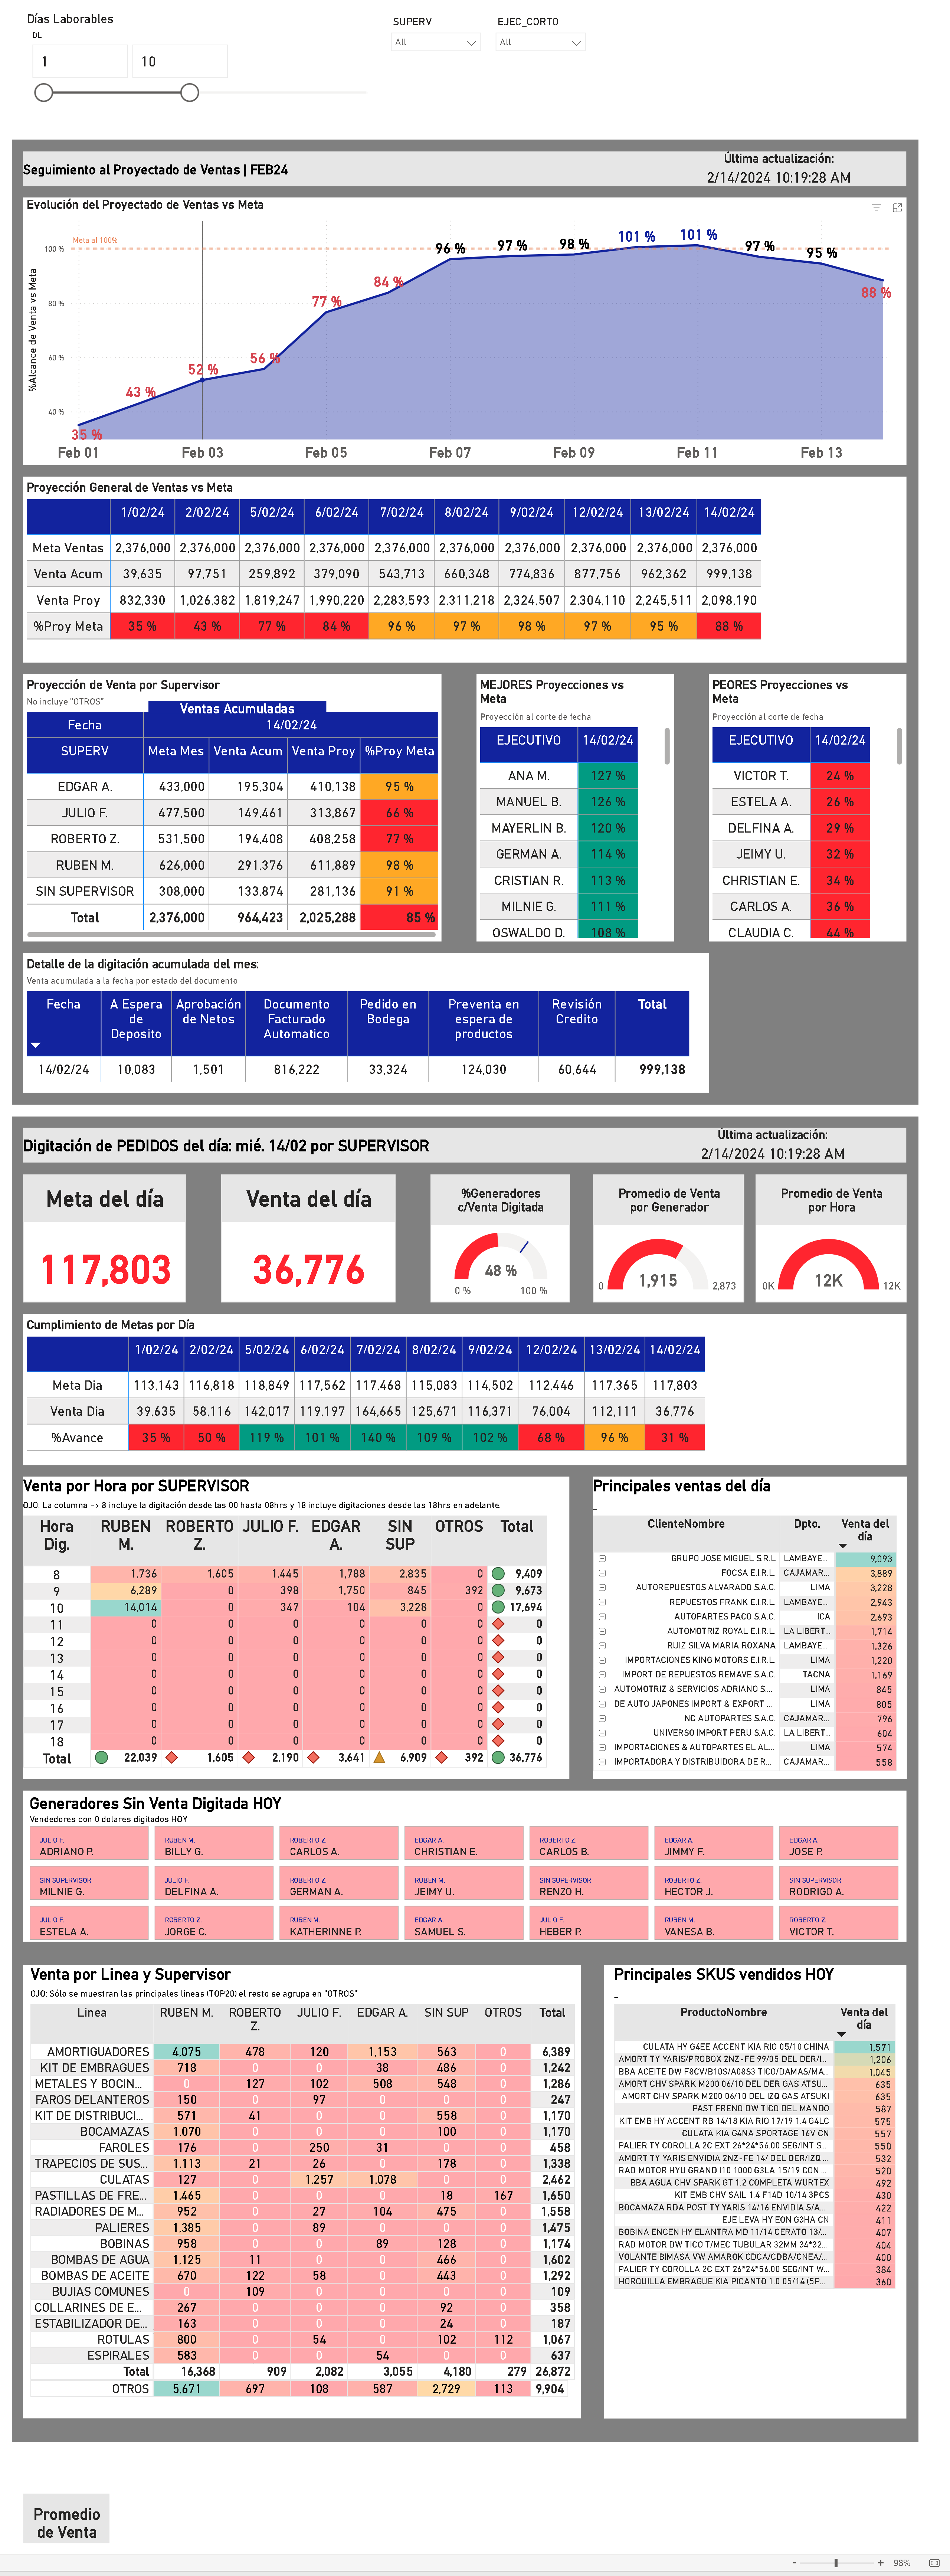 Días Laborables
DL
1 10
SUPERV EJEC_CORTO
All All
Seguimiento al Proyectado de Ventas | FEB24
Última actualización:
2/14/2024 10:19:28 AM
Evolución del Proyectado de Ventas vs Meta
%Alcance de Venta vs Meta
Meta al 100%
100 %
80 %
60 %
40 %
35 % 43 % 52 % 56 % 77 % 84 % 96 % 97 % 98 % 101 % 101 % 97 % 95 % 88 %
Feb 01 Feb 03 Feb 05 Feb 07 Feb 09 Feb 11 Feb 13
Proyección General de Ventas vs Meta
1/02/24 2/02/24 5/02/24 6/02/24 7/02/24 8/02/24 9/02/24 12/02/24 13/02/24 14/02/24
Meta Ventas 2,376,000 2,376,000 2,376,000 2,376,000 2,376,000 2,376,000 2,376,000 2,376,000 2,376,000 2,376,000
Venta Acum 39,635 97,751 259,892 379,090 543,713 660,348 774,836 877,756 962,362 999,138
Venta Proy 832,330 1,026,382 1,819,247 1,990,220 2,283,593 2,311,218 2,324,507 2,304,110 2,245,511 2,098,190
%Proy Meta 35 % 43 % 77 % 84 % 96 % 97 % 98 % 97 % 95 % 88 %
Proyección de Venta por Supervisor
No incluye "OTROS"
Ventas Acumuladas
Fecha 14/02/24
SUPERV Meta Mes Venta Acum Venta Proy %Proy Meta
EDGAR A. 433,000 195,304 410,138 95 %
JULIO F. 477,500 149,461 313,867 66 %
ROBERTO Z. 531,500 194,408 408,258 77 %
RUBEN M. 626,000 291,376 611,889 98 %
SIN SUPERVISOR 308,000 133,874 281,136 91 %
Total 2,376,000 964,423 2,025,288 85 %
MEJORES Proyecciones vs
Meta
Proyección al corte de fecha
EJECUTIVO 14/02/24
ANA M. 127 %
MANUEL B. 126 %
MAYERLIN B. 120 %
GERMAN A. 114 %
CRISTIAN R. 113 %
MILNIE G. 111 %
OSWALDO D. 108 %
PEORES Proyecciones vs
Meta
Proyección al corte de fecha
EJECUTIVO 14/02/24
VICTOR T. 24 %
ESTELA A. 26 %
DELFINA A. 29 %
JEIMY U. 32 %
CHRISTIAN E. 34 %
CARLOS A. 36 %
CLAUDIA C. 44 %
Detalle de la digitación acumulada del mes:
Venta acumulada a la fecha por estado del documento
Fecha A Espera de Deposito Aprobación de Netos Documento Facturado Automatico Pedido en Bodega Preventa en espera de productos Revisión Credito Total
14/02/24 10,083 1,501 816,222 33,324 124,030 60,644 999,138
Digitación de PEDIDOS del día: mié. 14/02 por SUPERVISOR
Última actualización:
2/14/2024 10:19:28 AM
Meta del día
117,803
Venta del día
36,776
%Generadores
c/Venta Digitada
48 %
0 % 100 %
Promedio de Venta
por Generador
1,915
0 2,873
Promedio de Venta
por Hora
12K
0K 12K
Cumplimiento de Metas por Día
1/02/24 2/02/24 5/02/24 6/02/24 7/02/24 8/02/24 9/02/24 12/02/24 13/02/24 14/02/24
Meta Dia 113,143 116,818 118,849 117,562 117,468 115,083 114,502 112,446 117,365 117,803
Venta Dia 39,635 58,116 142,017 119,197 164,665 125,671 116,371 76,004 112,111 36,776
%Avance 35 % 50 % 119 % 101 % 140 % 109 % 102 % 68 % 96 % 31 %
Venta por Hora por SUPERVISOR
OJO: La columna -> 8 incluye la digitación desde las 00 hasta 08hrs y 18 incluye digitaciones desde las 18hrs en adelante.
Hora Dig. RUBEN M. ROBERTO Z. JULIO F. EDGAR A. SIN SUP OTROS Total
8 1,736 1,605 1,445 1,788 2,835 0 9,409
9 6,289 0 398 1,750 845 392 9,673
10 14,014 0 347 104 3,228 0 17,694
11 0 0 0 0 0 0 0
12 0 0 0 0 0 0 0
13 0 0 0 0 0 0 0
14 0 0 0 0 0 0 0
15 0 0 0 0 0 0 0
16 0 0 0 0 0 0 0
17 0 0 0 0 0 0 0
18 0 0 0 0 0 0 0
Total 22,039 1,605 2,190 3,641 6,909 392 36,776
Principales ventas del día
ClienteNombre Dpto. Venta del día
GRUPO JOSE MIGUEL S.R.L LAMBAYE... 9,093
FOCSA E.I.R.L. CAJAMAR... 3,889
AUTOREPUESTOS ALVARADO S.A.C. LIMA 3,228
REPUESTOS FRANK E.I.R.L. LAMBAYE... 2,943
AUTOPARTES PACO S.A.C. ICA 2,693
AUTOMOTRIZ ROYAL E.I.R.L. LA LIBERT... 1,714
RUIZ SILVA MARIA ROXANA LAMBAYE... 1,326
IMPORTACIONES KING MOTORS E.I.R.L. LIMA 1,220
IMPORT DE REPUESTOS REMAVE S.A.C. TACNA 1,169
AUTOMOTRIZ & SERVICIOS ADRIANO S.... LIMA 845
DE AUTO JAPONES IMPORT & EXPORT ... LIMA 805
NC AUTOPARTES S.A.C. CAJAMAR... 796
UNIVERSO IMPORT PERU S.A.C. LA LIBERT... 604
IMPORTACIONES & AUTOPARTES EL AL... LIMA 574
IMPORTADORA Y DISTRIBUIDORA DE R... CAJAMAR... 558
Generadores Sin Venta Digitada HOY
Vendedores con 0 dolares digitados HOY
JULIO F. RUBEN M. ROBERTO Z. EDGAR A. ROBERTO Z. EDGAR A. EDGAR A.
ADRIANO P. BILLY G. CARLOS A. CHRISTIAN E. CARLOS B. JIMMY F. JOSE P.
SIN SUPERVISOR JULIO F. ROBERTO Z. RUBEN M. SIN SUPERVISOR ROBERTO Z. SIN SUPERVISOR
MILNIE G. DELFINA A. GERMAN A. JEIMY U. RENZO H. HECTOR J. RODRIGO A.
JULIO F. ROBERTO Z. RUBEN M. EDGAR A. JULIO F. RUBEN M. ROBERTO Z.
ESTELA A. JORGE C. KATHERINNE P. SAMUEL S. HEBER P. VANESA B. VICTOR T.
Venta por Linea y Supervisor
OJO: Sólo se muestran las principales lineas (TOP20) el resto se agrupa en "OTROS"
Linea RUBEN M. ROBERTO Z. JULIO F. EDGAR A. SIN SUP OTROS Total
AMORTIGUADORES 4,075 478 120 1,153 563 0 6,389
KIT DE EMBRAGUES 718 0 0 38 486 0 1,242
METALES Y BOCIN... 0 127 102 508 548 0 1,286
FAROS DELANTEROS 150 0 97 0 0 0 247
KIT DE DISTRIBUCI... 571 41 0 0 558 0 1,170
BOCAMAZAS 1,070 0 0 0 100 0 1,170
FAROLES 176 0 250 31 0 0 458
TRAPECIOS DE SUS... 1,113 21 26 0 178 0 1,338
CULATAS 127 0 1,257 1,078 0 0 2,462
PASTILLAS DE FRE... 1,465 0 0 0 18 167 1,650
RADIADORES DE M... 952 0 27 104 475 0 1,558
PALIERES 1,385 0 89 0 0 0 1,475
BOBINAS 958 0 0 89 128 0 1,174
BOMBAS DE AGUA 1,125 11 0 0 466 0 1,602
BOMBAS DE ACEITE 670 122 58 0 443 0 1,292
BUJIAS COMUNES 0 109 0 0 0 0 109
COLLARINES DE E... 267 0 0 0 92 0 358
ESTABILIZADOR DE... 163 0 0 0 24 0 187
ROTULAS 800 0 54 0 102 112 1,067
ESPIRALES 583 0 0 54 0 0 637
Total 16,368 909 2,082 3,055 4,180 279 26,872
OTROS 5,671 697 108 587 2,729 113 9,904
Principales SKUS vendidos HOY
ProductoNombre Venta del día
CULATA HY G4EE ACCENT KIA RIO 05/10 CHINA 1,571
AMORT TY YARIS/PROBOX 2NZ-FE 99/05 DEL DER/I... 1,206
BBA ACEITE DW F8CV/B10S/A08S3 TICO/DAMAS/MA... 1,045
AMORT CHV SPARK M200 06/10 DEL DER GAS ATSU... 635
AMORT CHV SPARK M200 06/10 DEL IZQ GAS ATSUKI 635
PAST FRENO DW TICO DEL MANDO 587
KIT EMB HY ACCENT RB 14/18 KIA RIO 17/19 1.4 G4LC 575
CULATA KIA G4NA SPORTAGE 16V CN 557
PALIER TY COROLLA 2C EXT 26*24*56.00 SEG/INT S... 550
AMORT TY YARIS 2NZ-FE 14/ DEL DER/IZQ ... 532
RAD MOTOR HYU GRAND I10 1000 G3LA 15/19 CON ... 520
BBA AGUA CHV SPARK GT 1.2 COMPLETA WURTEX 492
KIT EMB CHV SAIL 1.4 F14D 10/14 3PCS 430
BOCAMAZA RDA POST TY YARIS 14/16 ENVIDIA S/A... 422
EJE LEVA HY EON G3HA CN 411
BOBINA ENCEN HY ELANTRA MD 11/14 CERATO 13/... 407
RAD MOTOR DW TICO T/MEC TUBULAR 32MM 34*32... 404
VOLANTE BIMASA VW AMAROK CDCA/CDBA/CNEA/... 400
PALIER TY COROLLA 2C EXT 26*24*56.00 SEG/INT W... 384
HORQUILLA EMBRAGUE KIA PICANTO 1.0 05/14 (5P... 360
Promedio
de Venta
- + 98%